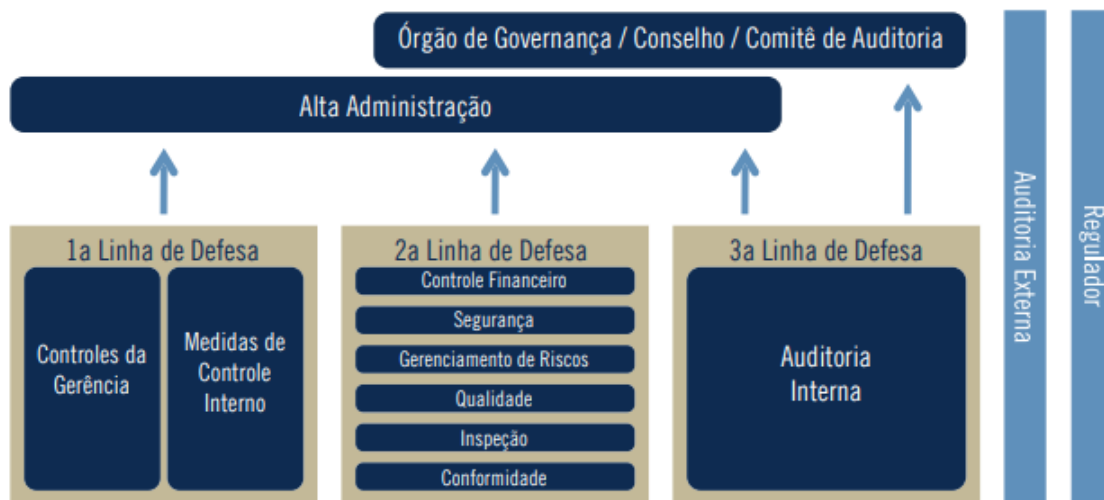 Órgão de Governança / Conselho / Comitê de Auditoria
Alta Administração
1a Linha de Defesa
Controles da
Gerência
Medidas de
Controle
Interno
2a Linha de Defesa
Controle Financeiro
Segurança
Gerenciamento de Riscos
Qualidade
Inspeção
Conformidade
3a Linha de Defesa
Auditoria
Interna
Auditoria Externa
Regulador